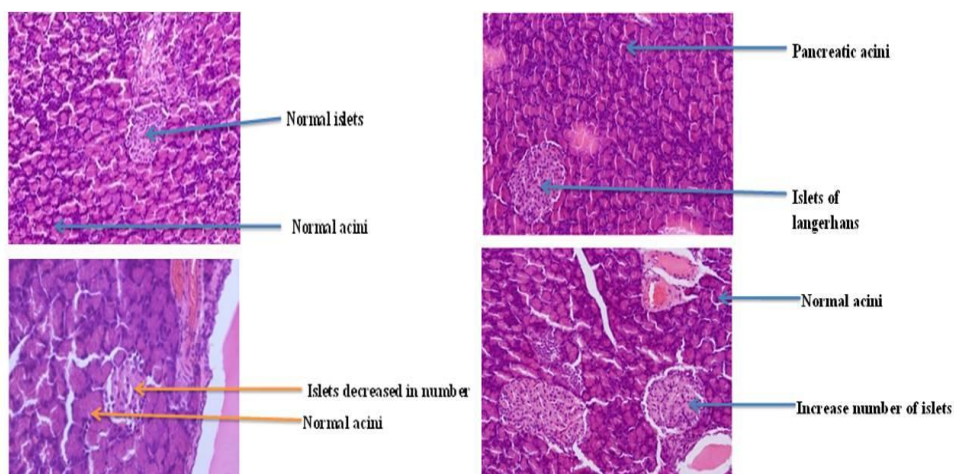 Normal islets
Normal acini
Pancreatic acini
Islets of
langerhans
Islets decreased in number
Normal acini
Normal acini
Increase number of islets